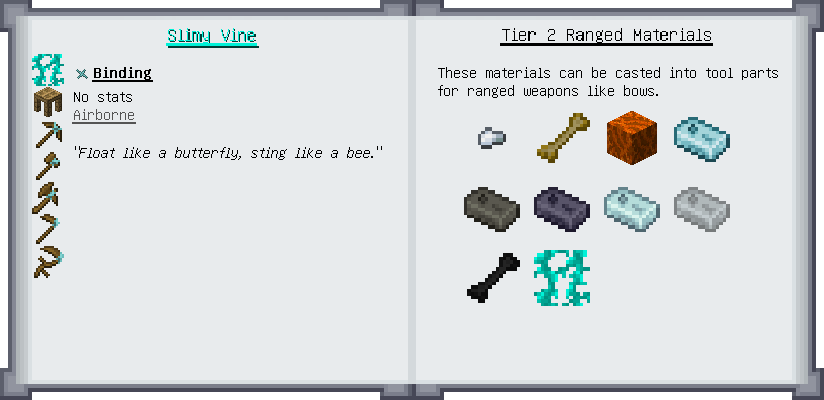 Slimy Vine
Binding
No stats
Airborne
"Float like a butterfly, sting like a bee."
Tier 2 Ranged Materials
These materials can be casted into tool parts
for ranged weapons like bows.